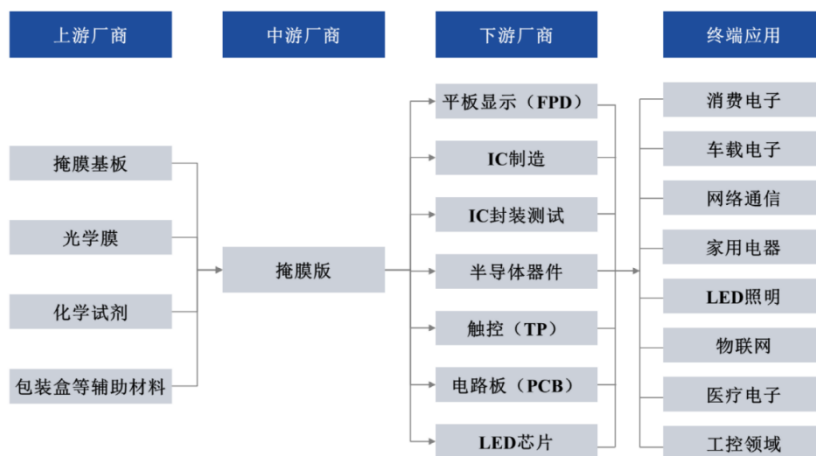 上游厂商
中游厂商
下游厂商
终端应用
掩膜基板
光学膜
化学试剂
包装盒等辅助材料
掩膜版
平板显示（FPD）
IC制造
IC封装测试
半导体器件
触控（TP）
电路板（PCB）
LED芯片
消费电子
车载电子
网络通信
家用电器
LED照明
物联网
医疗电子
工控领域